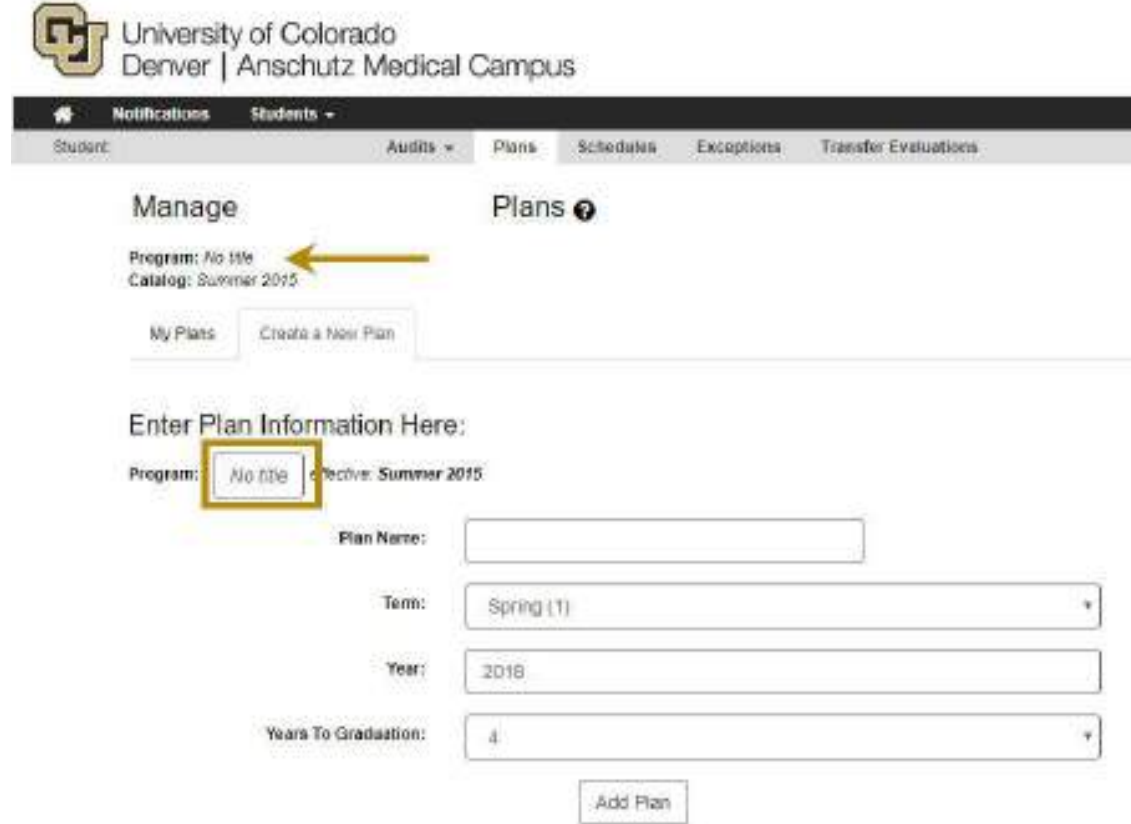 University of Colorado
Denver | Anschutz Medical Campus
Notifications Students
Student: Audits Plans Schedules Exceptions Transfer Evaluations
Manage Plans ?
Program: No title
Catalog: Summer 2015
My Plans Create a New Plan
Enter Plan Information Here:
Program: No title effective: Summer 2015
Plan Name:
Term: Spring (1)
Year: 2018
Years To Graduation: 4
Add Plan